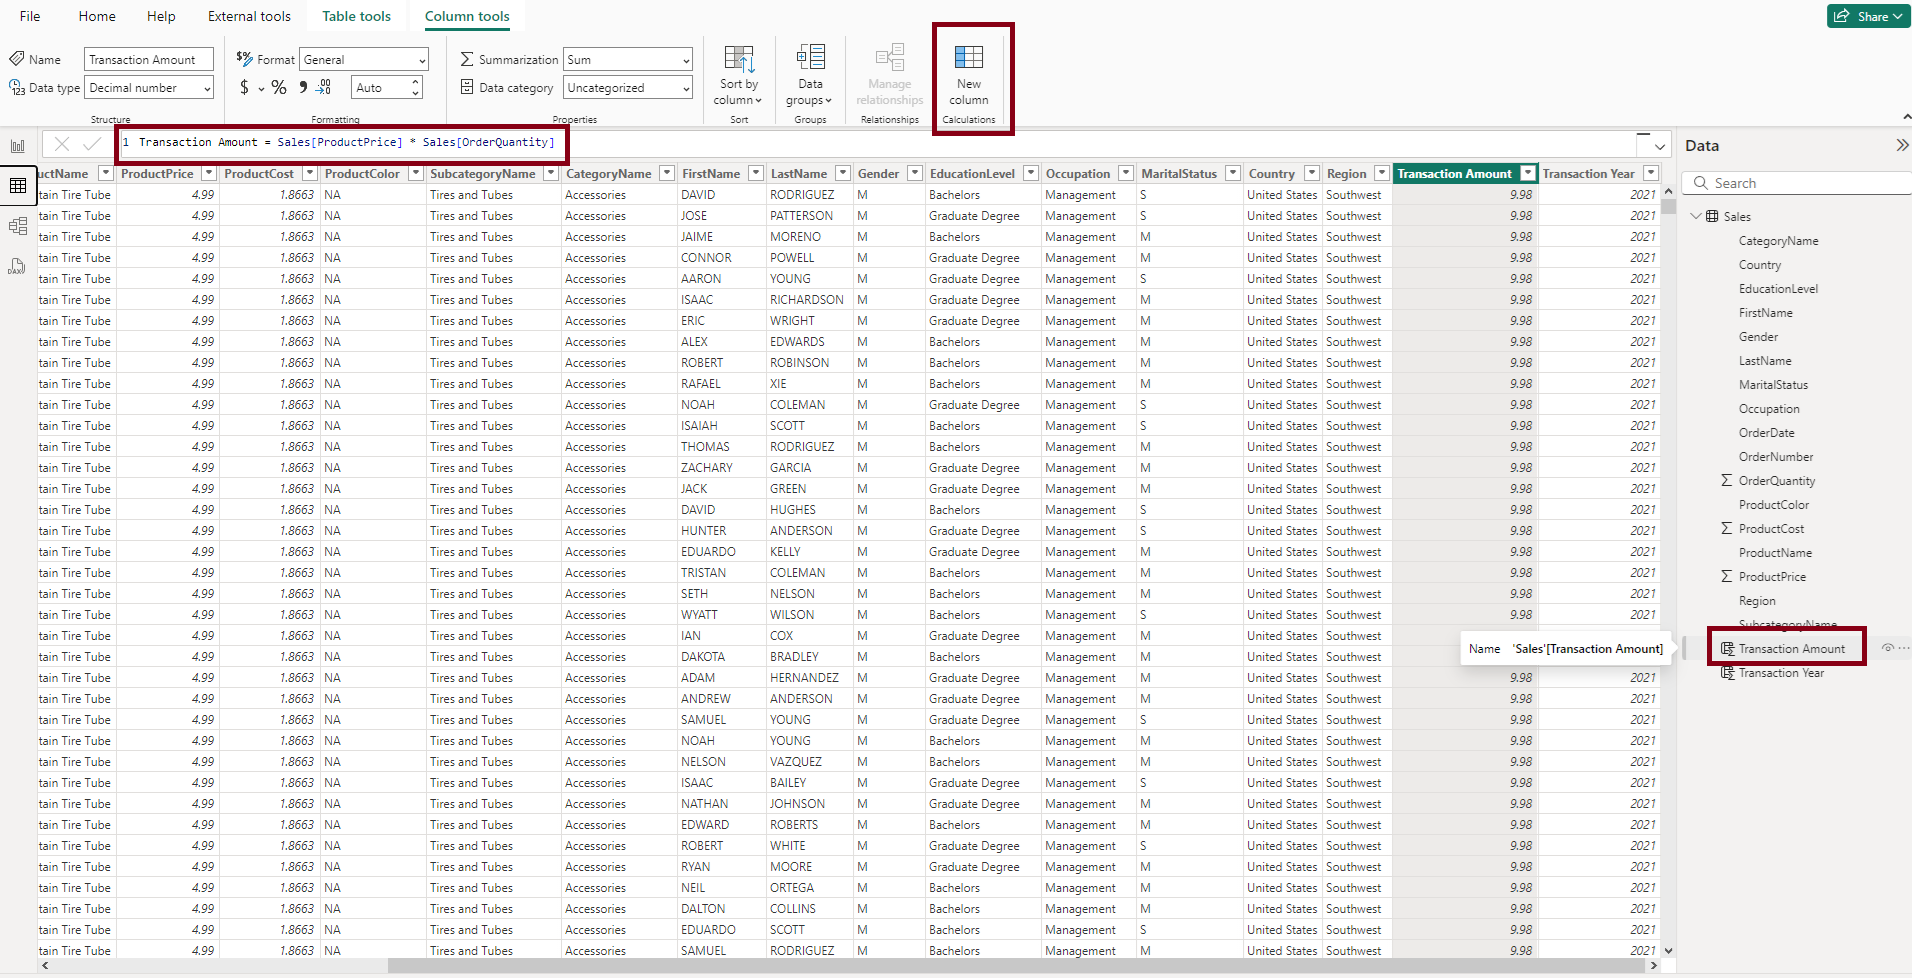 File Home Help External tools Table tools Column tools Share
Name Transaction Amount $% Format General Summarization Sum
Data type Decimal number $ % Auto Data category Uncategorized
Sort by column Data groups Manage relationships New column
Structure Formatting Properties Sort Groups Relationships Calculations
1 Transaction Amount = Sales[ProductPrice] * Sales[OrderQuantity]
uctName ProductPrice ProductCost ProductColor SubcategoryName CategoryName FirstName LastName Gender EducationLevel Occupation MaritalStatus Country Region Transaction Amount Transaction Year
tain Tire Tube 4.99 1.8663 NA Tires and Tubes Accessories DAVID RODRIGUEZ M Bachelors Management S United States Southwest 9.98 2021
tain Tire Tube 4.99 1.8663 NA Tires and Tubes Accessories JOSE PATTERSON M Graduate Degree Management S United States Southwest 9.98 2021
tain Tire Tube 4.99 1.8663 NA Tires and Tubes Accessories JAIME MORENO M Bachelors Management M United States Southwest 9.98 2021
tain Tire Tube 4.99 1.8663 NA Tires and Tubes Accessories CONNOR POWELL M Graduate Degree Management M United States Southwest 9.98 2021
tain Tire Tube 4.99 1.8663 NA Tires and Tubes Accessories AARON YOUNG M Graduate Degree Management S United States Southwest 9.98 2021
tain Tire Tube 4.99 1.8663 NA Tires and Tubes Accessories ISAAC RICHARDSON M Graduate Degree Management M United States Southwest 9.98 2021
tain Tire Tube 4.99 1.8663 NA Tires and Tubes Accessories ERIC WRIGHT M Graduate Degree Management M United States Southwest 9.98 2021
tain Tire Tube 4.99 1.8663 NA Tires and Tubes Accessories ALEX EDWARDS M Bachelors Management M United States Southwest 9.98 2021
tain Tire Tube 4.99 1.8663 NA Tires and Tubes Accessories ROBERT ROBINSON M Bachelors Management M United States Southwest 9.98 2021
tain Tire Tube 4.99 1.8663 NA Tires and Tubes Accessories RAFAEL XIE M Bachelors Management M United States Southwest 9.98 2021
tain Tire Tube 4.99 1.8663 NA Tires and Tubes Accessories NOAH COLEMAN M Graduate Degree Management S United States Southwest 9.98 2021
tain Tire Tube 4.99 1.8663 NA Tires and Tubes Accessories ISAIAH SCOTT M Bachelors Management S United States Southwest 9.98 2021
tain Tire Tube 4.99 1.8663 NA Tires and Tubes Accessories THOMAS RODRIGUEZ M Bachelors Management M United States Southwest 9.98 2021
tain Tire Tube 4.99 1.8663 NA Tires and Tubes Accessories ZACHARY GARCIA M Graduate Degree Management M United States Southwest 9.98 2021
tain Tire Tube 4.99 1.8663 NA Tires and Tubes Accessories JACK GREEN M Graduate Degree Management M United States Southwest 9.98 2021
tain Tire Tube 4.99 1.8663 NA Tires and Tubes Accessories DAVID HUGHES M Bachelors Management S United States Southwest 9.98 2021
tain Tire Tube 4.99 1.8663 NA Tires and Tubes Accessories HUNTER ANDERSON M Graduate Degree Management S United States Southwest 9.98 2021
tain Tire Tube 4.99 1.8663 NA Tires and Tubes Accessories EDUARDO KELLY M Graduate Degree Management M United States Southwest 9.98 2021
tain Tire Tube 4.99 1.8663 NA Tires and Tubes Accessories TRISTAN COLEMAN M Bachelors Management M United States Southwest 9.98 2021
tain Tire Tube 4.99 1.8663 NA Tires and Tubes Accessories SETH NELSON M Bachelors Management M United States Southwest 9.98 2021
tain Tire Tube 4.99 1.8663 NA Tires and Tubes Accessories WYATT WILSON M Bachelors Management S United States Southwest 9.98 2021
tain Tire Tube 4.99 1.8663 NA Tires and Tubes Accessories IAN COX M Graduate Degree Management M United States Southwest
tain Tire Tube 4.99 1.8663 NA Tires and Tubes Accessories DAKOTA BRADLEY M Bachelors Management M United States Southwest
tain Tire Tube 4.99 1.8663 NA Tires and Tubes Accessories ADAM HERNANDEZ M Graduate Degree Management M United States Southwest 9.98 2021
tain Tire Tube 4.99 1.8663 NA Tires and Tubes Accessories ANDREW ANDERSON M Graduate Degree Management M United States Southwest 9.98 2021
tain Tire Tube 4.99 1.8663 NA Tires and Tubes Accessories SAMUEL YOUNG M Graduate Degree Management S United States Southwest 9.98 2021
tain Tire Tube 4.99 1.8663 NA Tires and Tubes Accessories NOAH YOUNG M Bachelors Management M United States Southwest 9.98 2021
tain Tire Tube 4.99 1.8663 NA Tires and Tubes Accessories NELSON VAZQUEZ M Bachelors Management M United States Southwest 9.98 2021
tain Tire Tube 4.99 1.8663 NA Tires and Tubes Accessories ISAAC BAILEY M Graduate Degree Management S United States Southwest 9.98 2021
tain Tire Tube 4.99 1.8663 NA Tires and Tubes Accessories NATHAN JOHNSON M Graduate Degree Management M United States Southwest 9.98 2021
tain Tire Tube 4.99 1.8663 NA Tires and Tubes Accessories EDWARD ROBERTS M Bachelors Management M United States Southwest 9.98 2021
tain Tire Tube 4.99 1.8663 NA Tires and Tubes Accessories ROBERT WHITE M Graduate Degree Management S United States Southwest 9.98 2021
tain Tire Tube 4.99 1.8663 NA Tires and Tubes Accessories RYAN MOORE M Graduate Degree Management M United States Southwest 9.98 2021
tain Tire Tube 4.99 1.8663 NA Tires and Tubes Accessories NEIL ORTEGA M Bachelors Management M United States Southwest 9.98 2021
tain Tire Tube 4.99 1.8663 NA Tires and Tubes Accessories DALTON COLLINS M Bachelors Management M United States Southwest 9.98 2021
tain Tire Tube 4.99 1.8663 NA Tires and Tubes Accessories EDUARDO SCOTT M Bachelors Management S United States Southwest 9.98 2021
tain Tire Tube 4.99 1.8663 NA Tires and Tubes Accessories SAMUEL RODRIGUEZ M Bachelors Management M United States Southwest 9.98 2021
Name 'Sales'[Transaction Amount]
Data
Search
Sales
CategoryName
Country
EducationLevel
FirstName
Gender
LastName
MaritalStatus
Occupation
OrderDate
OrderNumber
OrderQuantity
ProductColor
ProductCost
ProductName
ProductPrice
Region
SubcategoryName
Transaction Amount
Transaction Year